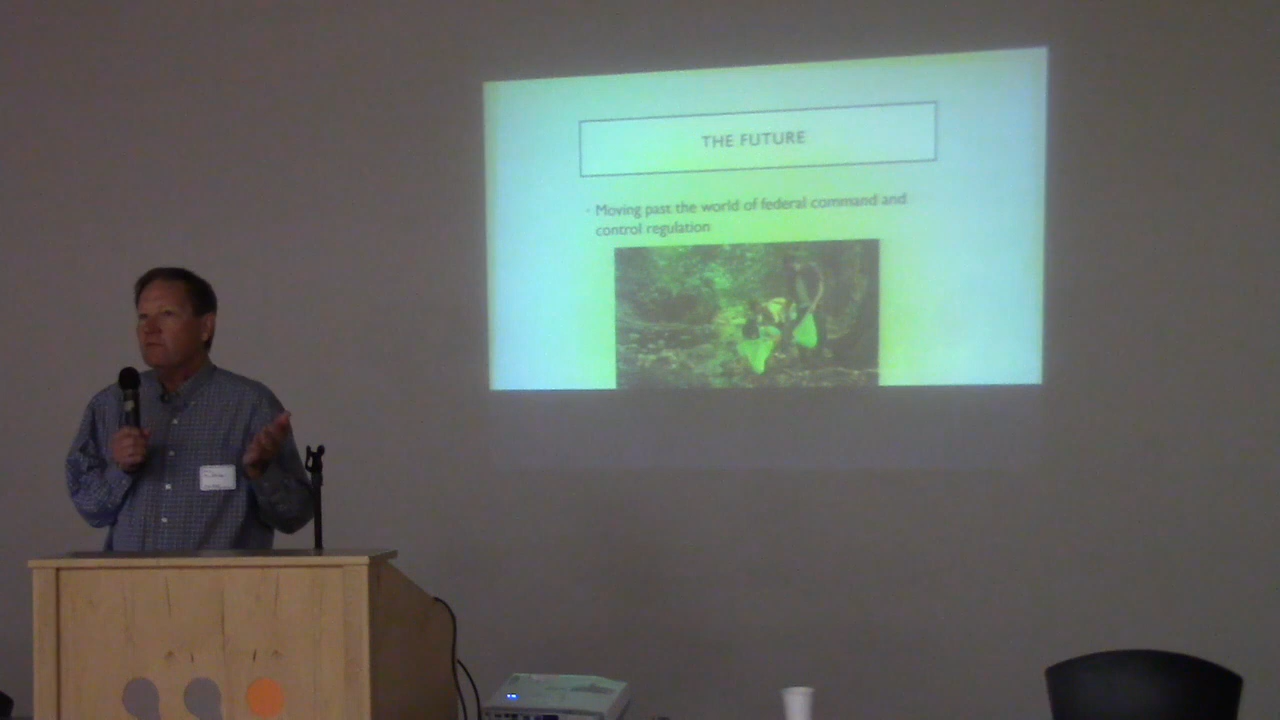 THE FUTURE
Moving past the world of federal command and
control regulation